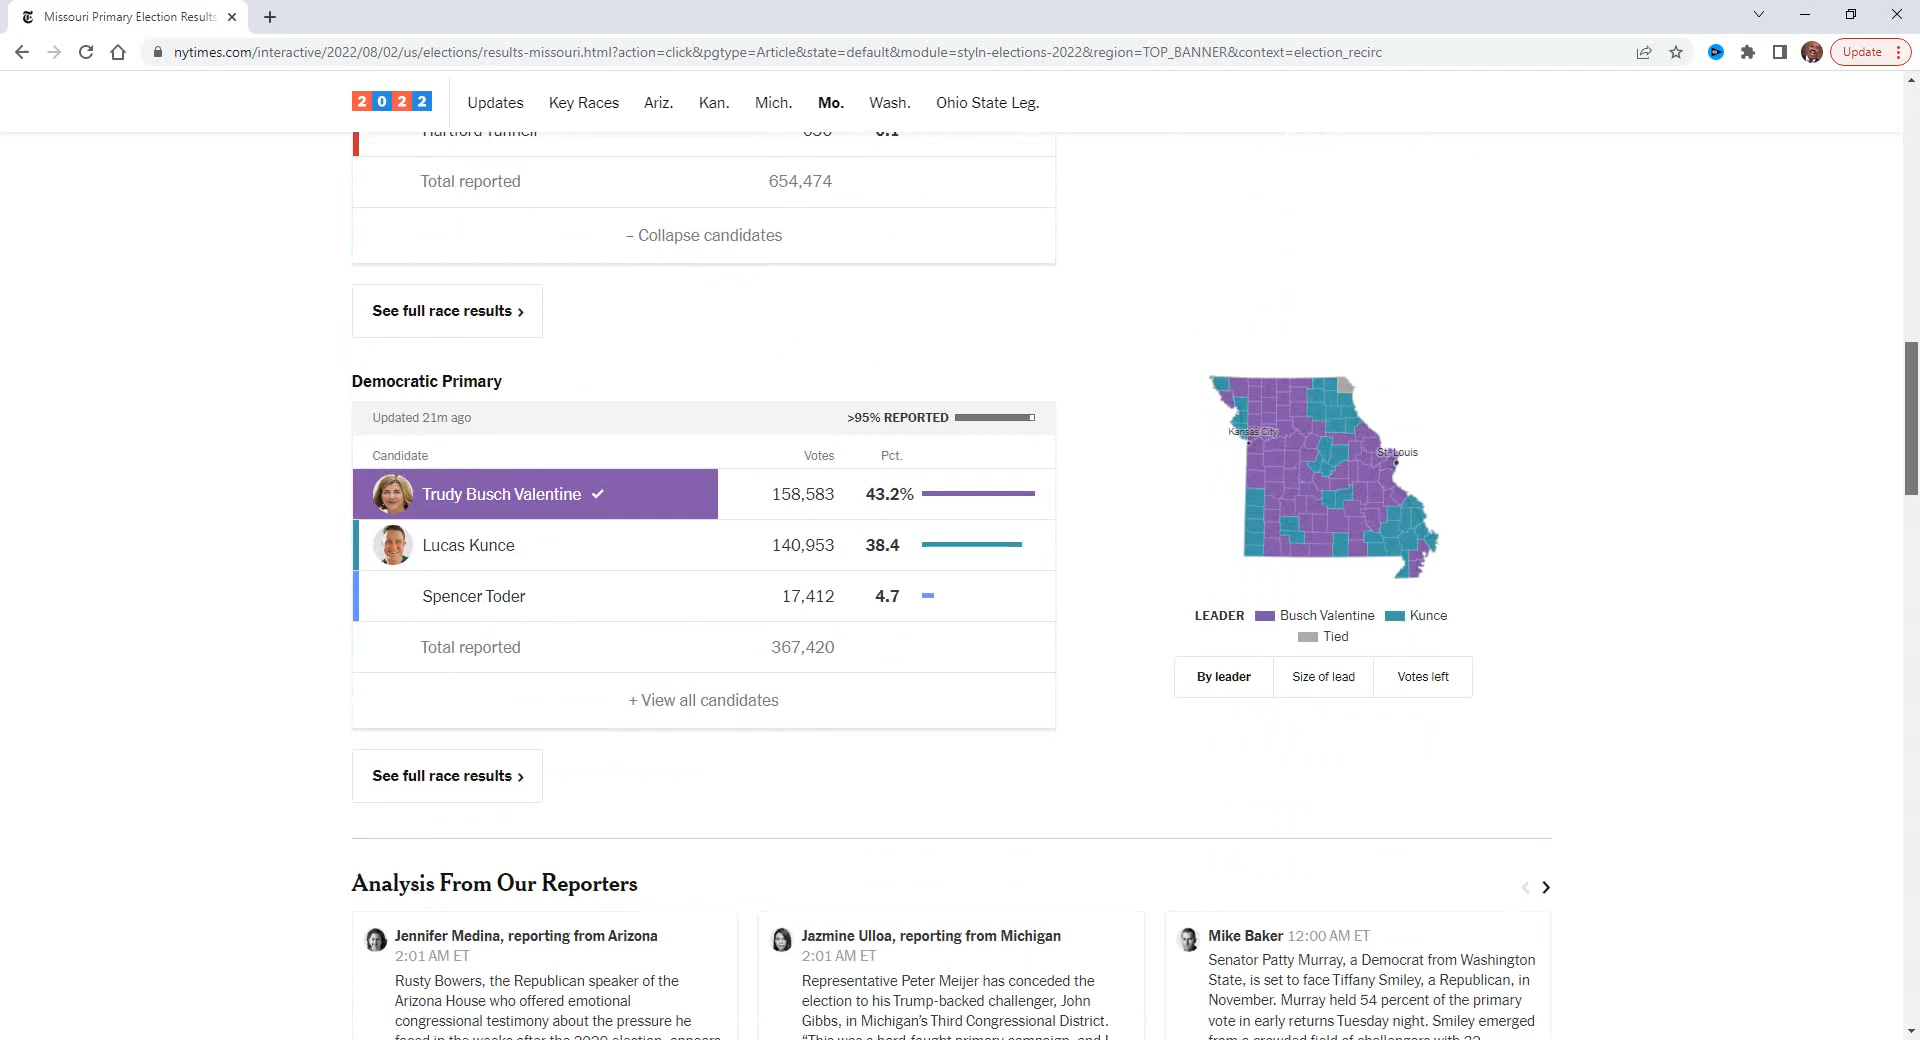 Missouri Primary Election Results
nytimes.com/interactive/2022/08/02/us/elections/results-missouri.html?action=click&pgtype=Article&state=default&module=styln-elections-2022&region=TOP_BANNER&context=election_recirc
Update
2022 Updates Key Races Ariz. Kan. Mich. Mo. Wash. Ohio State Leg.
Total reported 654,474
– Collapse candidates
See full race results ›
Democratic Primary
Updated 21m ago >95% REPORTED
Candidate Votes Pct.
Trudy Busch Valentine ✓ 158,583 43.2%
Lucas Kunce 140,953 38.4
Spencer Toder 17,412 4.7
Total reported 367,420
+ View all candidates
See full race results ›
Kansas City
St. Louis
LEADER Busch Valentine Kunce
Tied
By leader Size of lead Votes left
Analysis From Our Reporters
Jennifer Medina, reporting from Arizona
2:01 AM ET
Rusty Bowers, the Republican speaker of the
Arizona House who offered emotional
congressional testimony about the pressure he
Jazmine Ulloa, reporting from Michigan
2:01 AM ET
Representative Peter Meijer has conceded the
election to his Trump-backed challenger, John
Gibbs, in Michigan’s Third Congressional District.
Mike Baker 12:00 AM ET
Senator Patty Murray, a Democrat from Washington
State, is set to face Tiffany Smiley, a Republican, in
November. Murray held 54 percent of the primary
vote in early returns Tuesday night. Smiley emerged